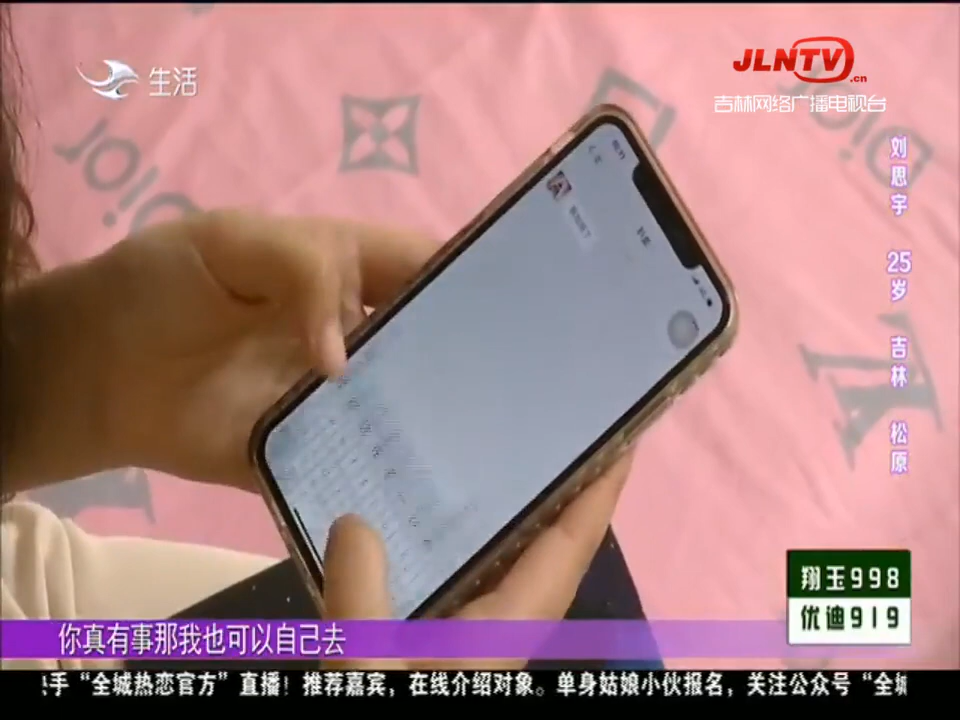 生活
JLNTV.cn
吉林网络广播电视台
Dior
Dior
刘思宇 25岁 吉林 松原
翔玉998
优迪919
你真有事那我也可以自己去
手“全城热恋官方”直播！推荐嘉宾，在线介绍对象。单身姑娘小伙报名，关注公众号“全城